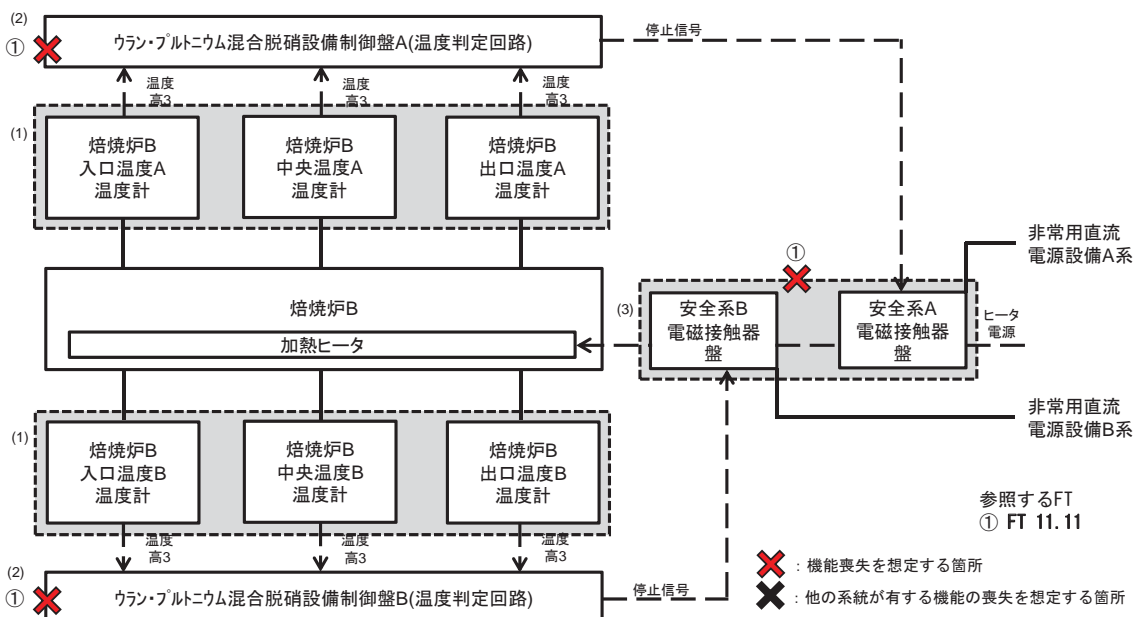 (2)
① ウラン・プルトニウム混合脱硝設備制御盤A(温度判定回路)
停止信号
温度
高3
温度
高3
温度
高3
(1)
焙焼炉B
入口温度A
温度計
焙焼炉B
中央温度A
温度計
焙焼炉B
出口温度A
温度計
焙焼炉B
加熱ヒータ
①
(3)
安全系B
電磁接触器
盤
安全系A
電磁接触器
盤
非常用直流
電源設備A系
ヒータ
電源
非常用直流
電源設備B系
(1)
焙焼炉B
入口温度B
温度計
焙焼炉B
中央温度B
温度計
焙焼炉B
出口温度B
温度計
温度
高3
温度
高3
温度
高3
(2)
① ウラン・プルトニウム混合脱硝設備制御盤B(温度判定回路)
停止信号
参照するFT
① FT 11.11
:機能喪失を想定する箇所
:他の系統が有する機能の喪失を想定する箇所